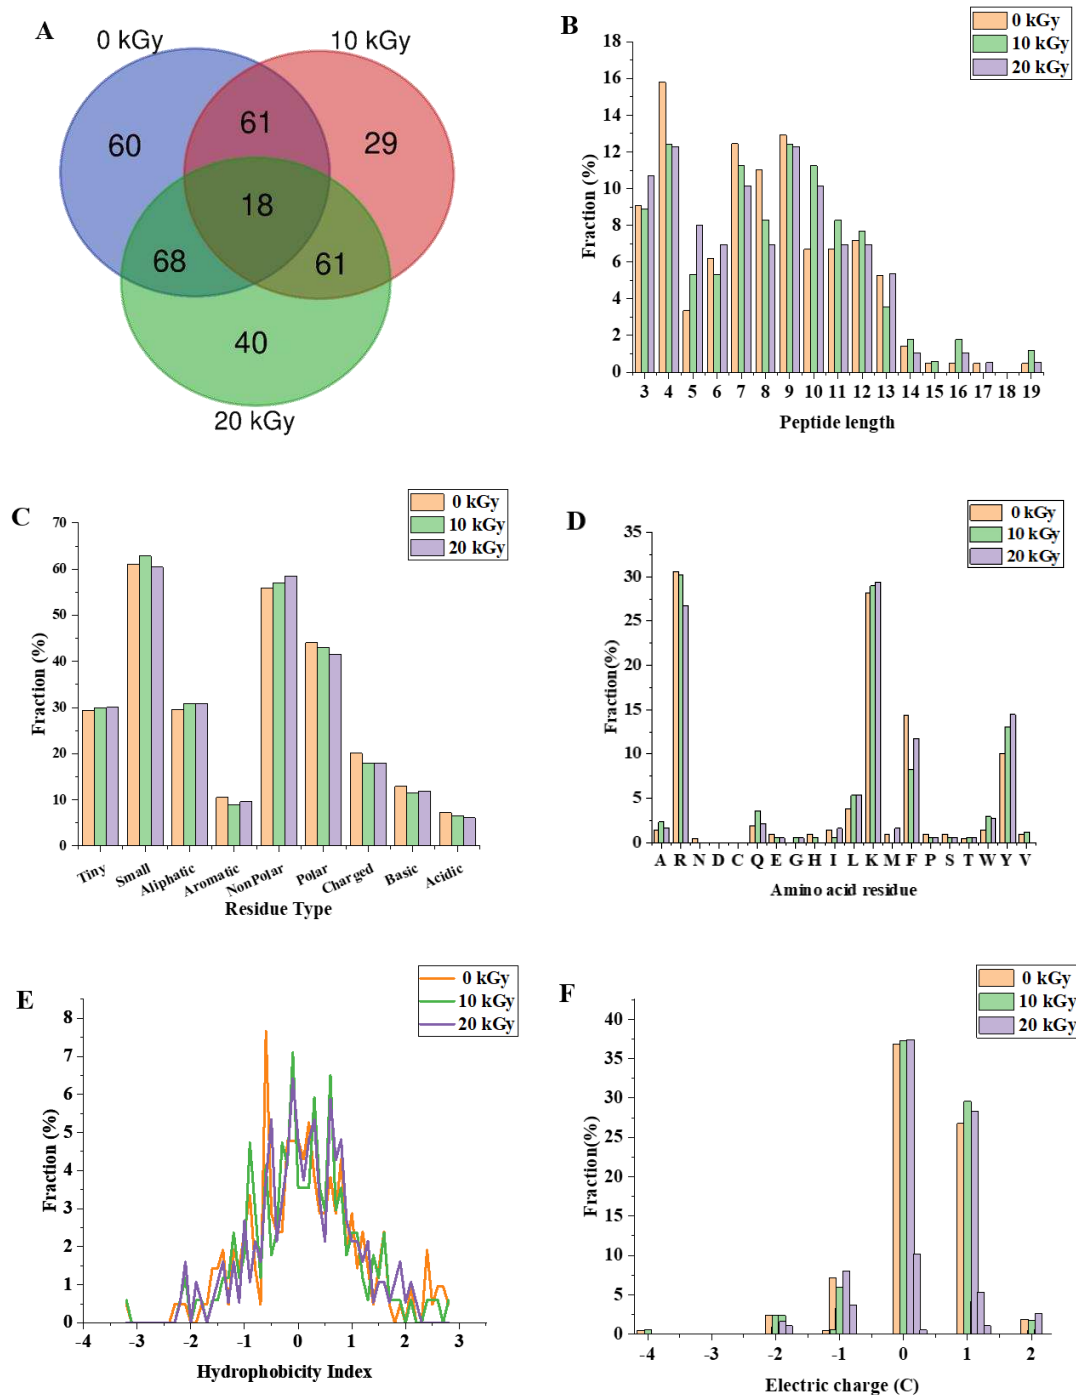 A
0 kGy
10 kGy
60
61
29
18
68
61
40
20 kGy
B
0 kGy
10 kGy
20 kGy
Fraction (%)
18
16
14
12
10
8
6
4
2
0
3 4 5 6 7 8 9 10 11 12 13 14 15 16 17 18 19
Peptide length
C
0 kGy
10 kGy
20 kGy
Fraction (%)
70
60
50
40
30
20
10
0
Tiny Small Aliphatic Aromatic NonPolar Polar Charged Basic Acidic
Residue Type
D
0 kGy
10 kGy
20 kGy
Fraction(%)
35
30
25
20
15
10
5
0
A R N D C Q E G H I L K M F P S T W Y V
Amino acid residue
E
0 kGy
10 kGy
20 kGy
Fraction (%)
8
7
6
5
4
3
2
1
0
-4 -3 -2 -1 0 1 2 3
Hydrophobicity Index
F
0 kGy
10 kGy
20 kGy
Fraction(%)
40
35
30
25
20
15
10
5
0
-4 -3 -2 -1 0 1 2
Electric charge (C)